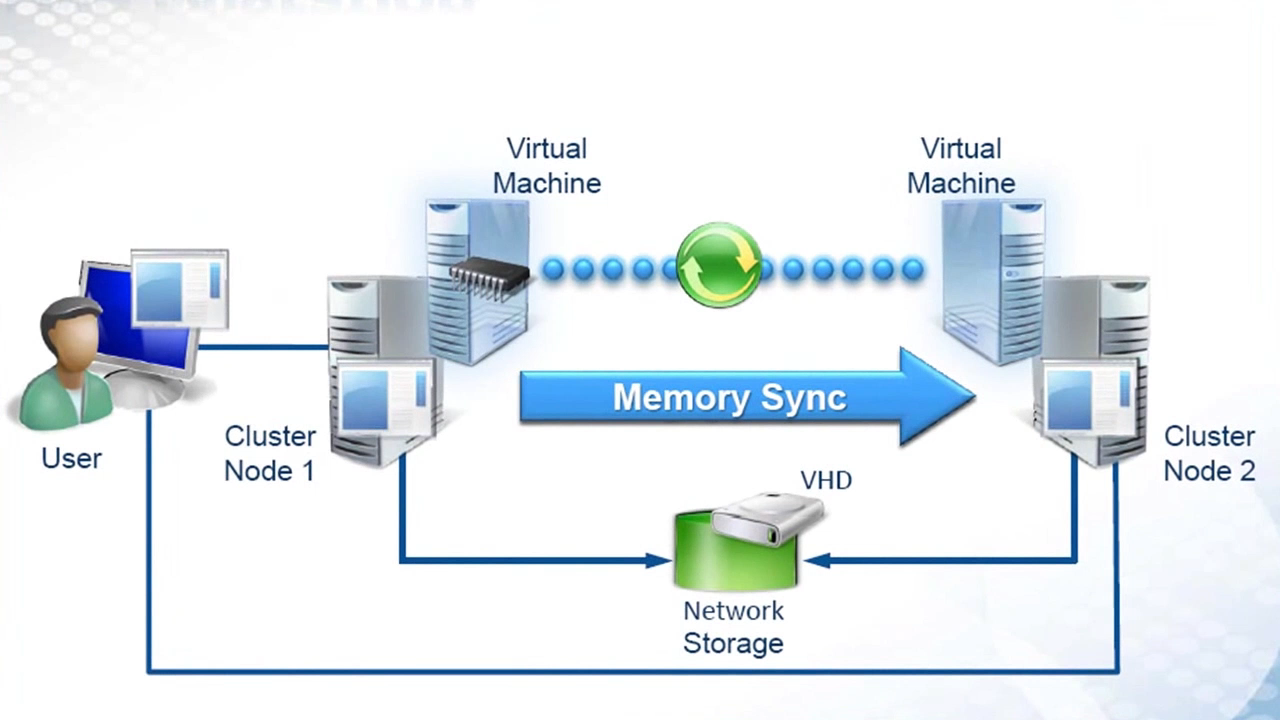 Virtual
Machine
Virtual
Machine
Memory Sync
User
Cluster
Node 1
Cluster
Node 2
VHD
Network
Storage